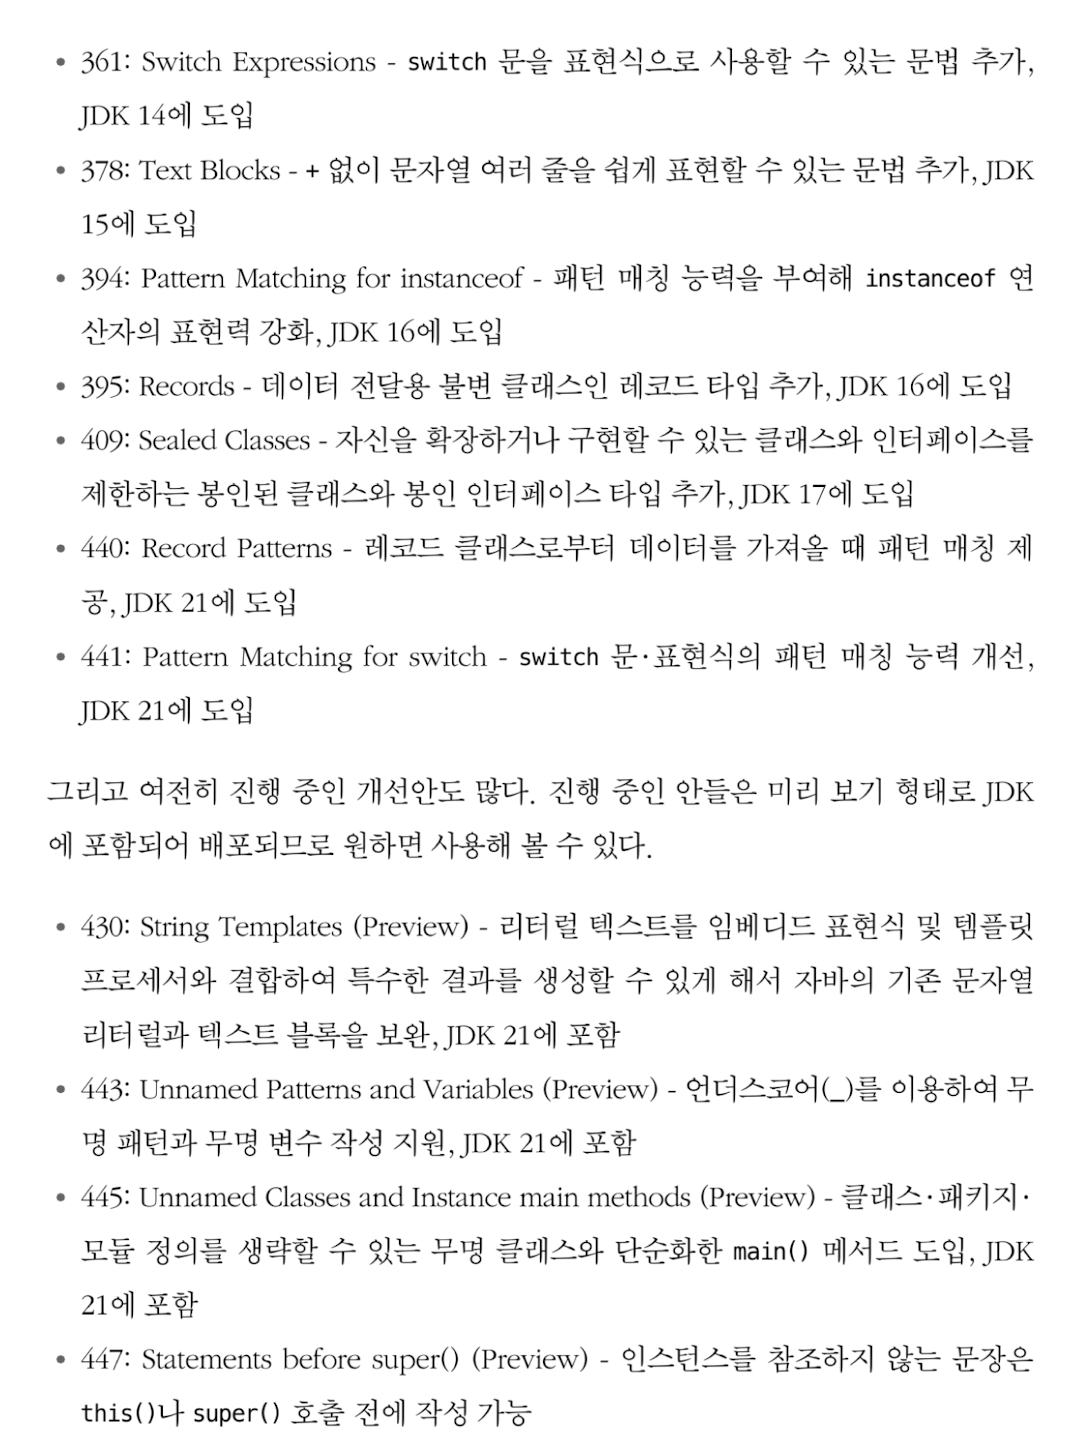 • 361: Switch Expressions - switch 문을 표현식으로 사용할 수 있는 문법 추가,
JDK 14에 도입
• 378: Text Blocks - + 없이 문자열 여러 줄을 쉽게 표현할 수 있는 문법 추가, JDK
15에 도입
• 394: Pattern Matching for instanceof - 패턴 매칭 능력을 부여해 instanceof 연
산자의 표현력 강화, JDK 16에 도입
• 395: Records - 데이터 전달용 불변 클래스인 레코드 타입 추가, JDK 16에 도입
• 409: Sealed Classes - 자신을 확장하거나 구현할 수 있는 클래스와 인터페이스를
제한하는 봉인된 클래스와 봉인 인터페이스 타입 추가, JDK 17에 도입
• 440: Record Patterns - 레코드 클래스로부터 데이터를 가져올 때 패턴 매칭 제
공, JDK 21에 도입
• 441: Pattern Matching for switch - switch 문·표현식의 패턴 매칭 능력 개선,
JDK 21에 도입
그리고 여전히 진행 중인 개선안도 많다. 진행 중인 안들은 미리 보기 형태로 JDK
에 포함되어 배포되므로 원하면 사용해 볼 수 있다.
• 430: String Templates (Preview) - 리터럴 텍스트를 임베디드 표현식 및 템플릿
프로세서와 결합하여 특수한 결과를 생성할 수 있게 해서 자바의 기존 문자열
리터럴과 텍스트 블록을 보완, JDK 21에 포함
• 443: Unnamed Patterns and Variables (Preview) - 언더스코어(_)를 이용하여 무
명 패턴과 무명 변수 작성 지원, JDK 21에 포함
• 445: Unnamed Classes and Instance main methods (Preview) - 클래스·패키지·
모듈 정의를 생략할 수 있는 무명 클래스와 단순화한 main() 메서드 도입, JDK
21에 포함
• 447: Statements before super() (Preview) - 인스턴스를 참조하지 않는 문장은
this()나 super() 호출 전에 작성 가능